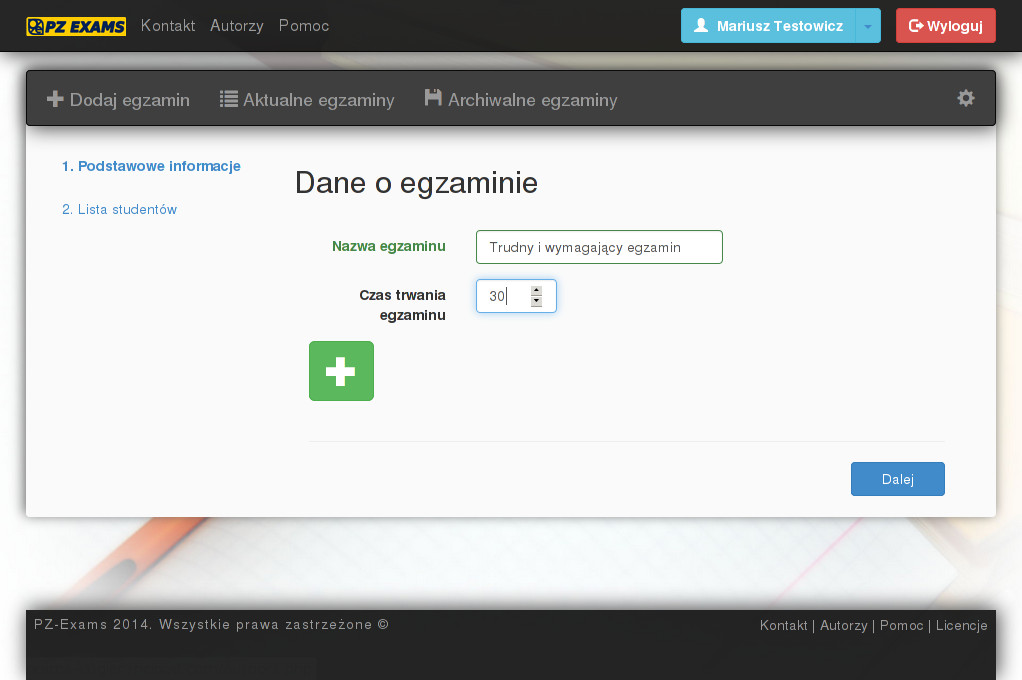 PZ EXAMS Kontakt Autorzy Pomoc Mariusz Testowicz Wyloguj
Dodaj egzamin Aktualne egzaminy Archiwalne egzaminy
1. Podstawowe informacje
2. Lista studentów
Dane o egzaminie
Nazwa egzaminu Trudny i wymagający egzamin
Czas trwania 30
egzaminu
Dalej
PZ-Exams 2014. Wszystkie prawa zastrzeżone © Kontakt | Autorzy | Pomoc | Licencje